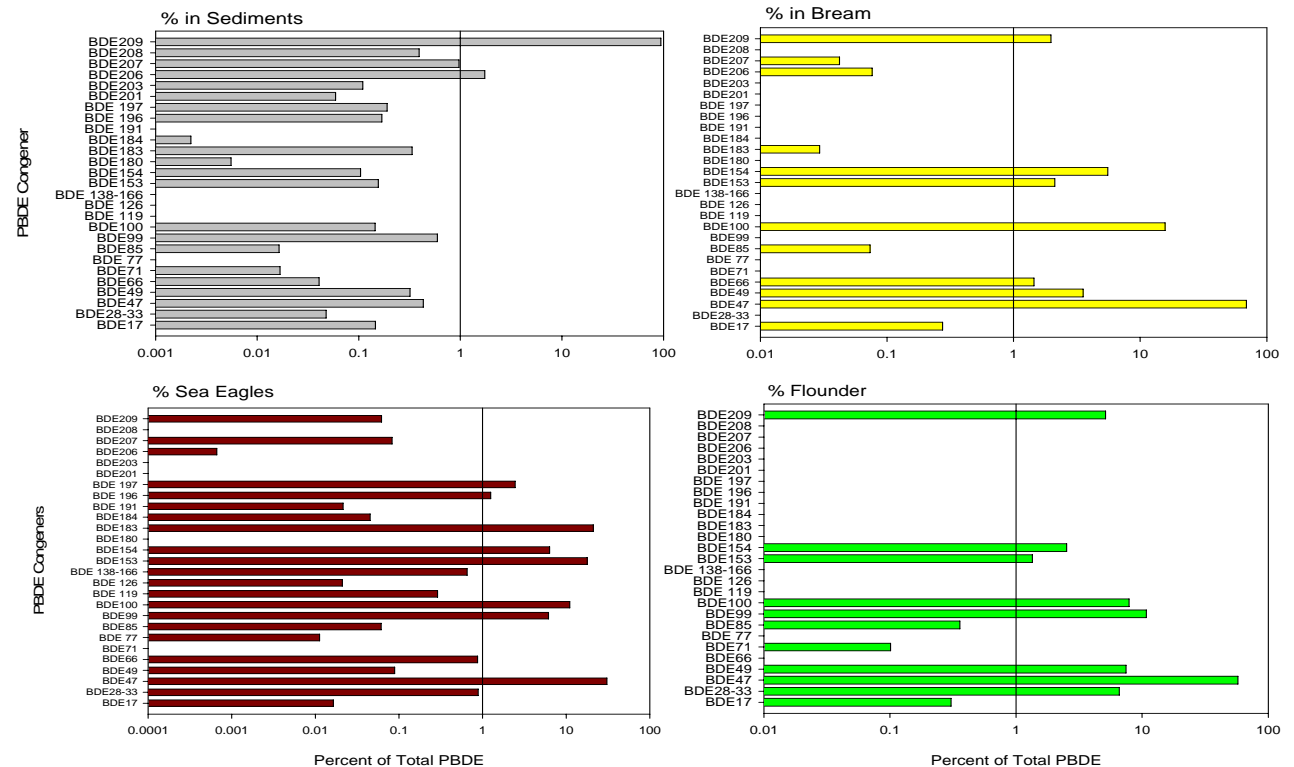 % in Sediments
PBDE Congener
BDE209
BDE208
BDE207
BDE206
BDE203
BDE201
BDE 197
BDE 196
BDE 191
BDE184
BDE183
BDE180
BDE154
BDE153
BDE 138-166
BDE 126
BDE 119
BDE100
BDE99
BDE85
BDE 77
BDE71
BDE66
BDE49
BDE47
BDE28-33
BDE17
0.001 0.01 0.1 1 10 100
% in Bream
BDE209
BDE208
BDE207
BDE206
BDE203
BDE201
BDE 197
BDE 196
BDE 191
BDE184
BDE183
BDE180
BDE154
BDE153
BDE 138-166
BDE 126
BDE 119
BDE100
BDE99
BDE85
BDE 77
BDE71
BDE66
BDE49
BDE47
BDE28-33
BDE17
0.01 0.1 1 10 100
% Sea Eagles
PBDE Congeners
BDE209
BDE208
BDE207
BDE206
BDE203
BDE201
BDE 197
BDE 196
BDE 191
BDE184
BDE183
BDE180
BDE154
BDE153
BDE 138-166
BDE 126
BDE 119
BDE100
BDE99
BDE85
BDE 77
BDE71
BDE66
BDE49
BDE47
BDE28-33
BDE17
0.0001 0.001 0.01 0.1 1 10 100
Percent of Total PBDE
% Flounder
BDE209
BDE208
BDE207
BDE206
BDE203
BDE201
BDE 197
BDE 196
BDE 191
BDE184
BDE183
BDE180
BDE154
BDE153
BDE 138-166
BDE 126
BDE 119
BDE100
BDE99
BDE85
BDE 77
BDE71
BDE66
BDE49
BDE47
BDE28-33
BDE17
0.01 0.1 1 10 100
Percent of Total PBDE